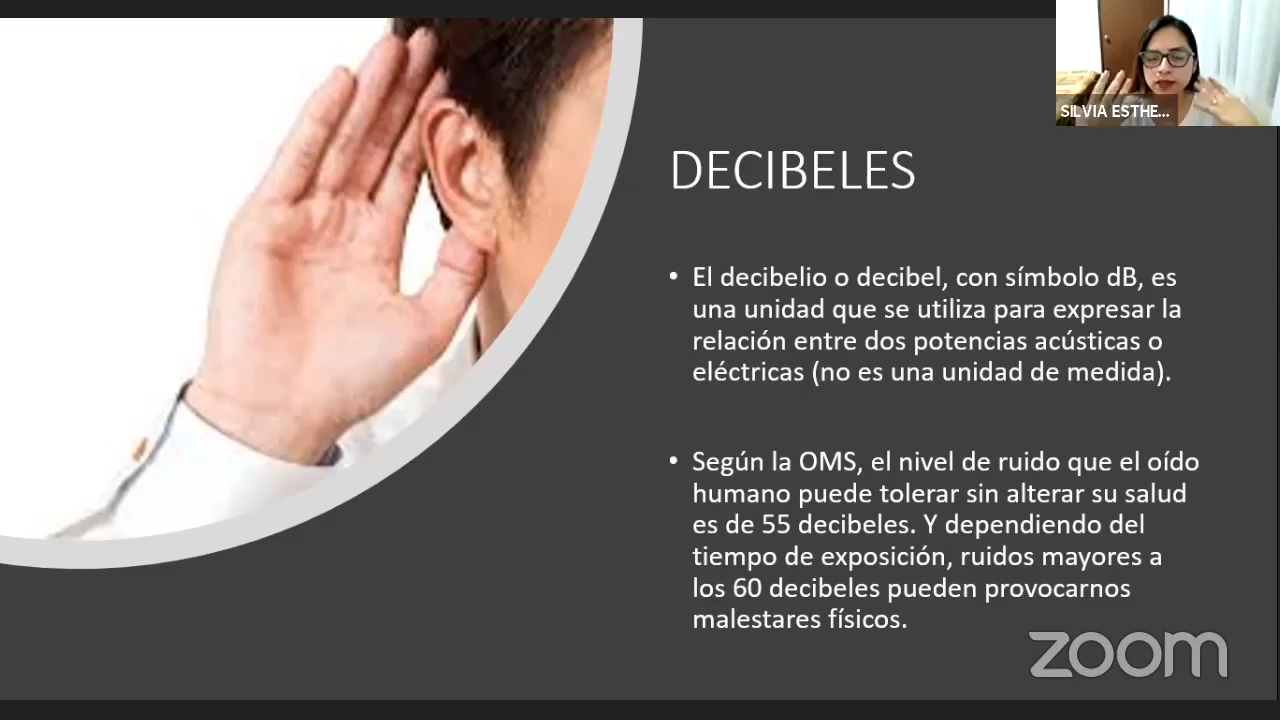 SILVIA ESTHE...
DECIBELES
• El decibelio o decibel, con símbolo dB, es
una unidad que se utiliza para expresar la
relación entre dos potencias acústicas o
eléctricas (no es una unidad de medida).
• Según la OMS, el nivel de ruido que el oído
humano puede tolerar sin alterar su salud
es de 55 decibeles. Y dependiendo del
tiempo de exposición, ruidos mayores a
los 60 decibeles pueden provocarnos
malestares físicos.
zoom